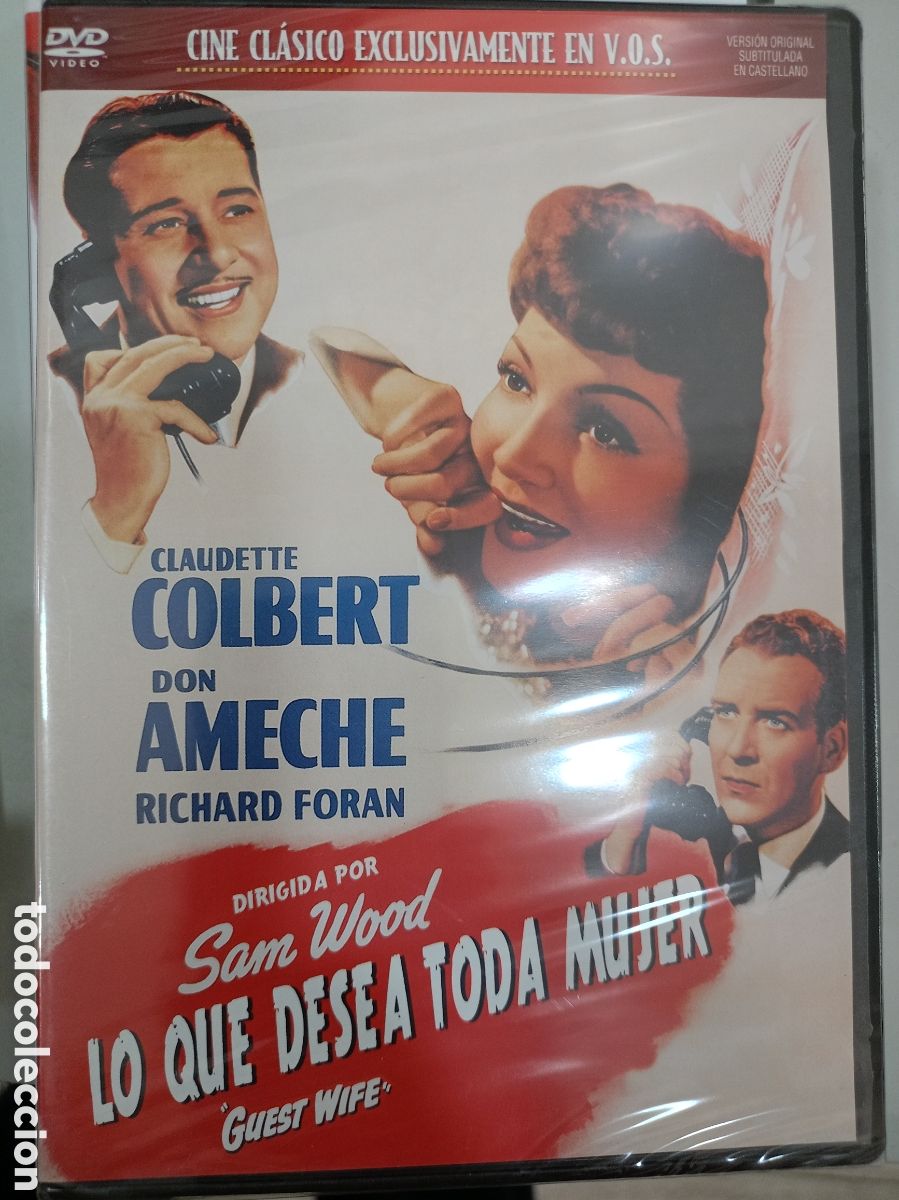 DVD
VIDEO
CINE CLÁSICO EXCLUSIVAMENTE EN V.O.S.
VERSIÓN ORIGINAL
SUBTITULADA
EN CASTELLANO
CLAUDETTE
COLBERT
DON
AMECHE
RICHARD FORAN
DIRIGIDA POR
Sam Wood
LO QUE DESEA TODA MUJER
"GUEST WIFE"
todocoleccion